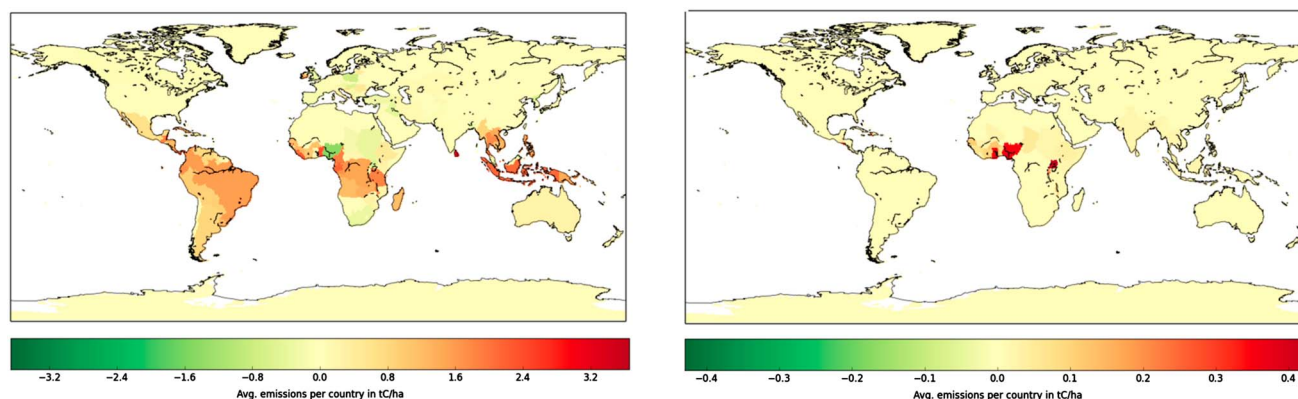 −3.2 −2.4 −1.6 −0.8 0.0 0.8 1.6 2.4 3.2
Avg. emissions per country in tC/ha
−0.4 −0.3 −0.2 −0.1 0.0 0.1 0.2 0.3 0.4
Avg. emissions per country in tC/ha